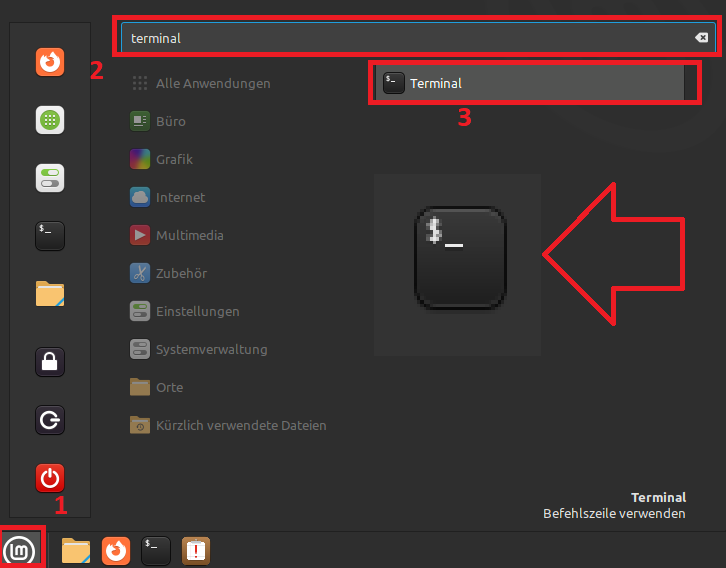 terminal
2
Alle Anwendungen
Terminal
3
Büro
Grafik
Internet
Multimedia
Zubehör
Einstellungen
Systemverwaltung
Orte
Kürzlich verwendete Dateien
$_
1
Terminal
Befehlszeile verwenden